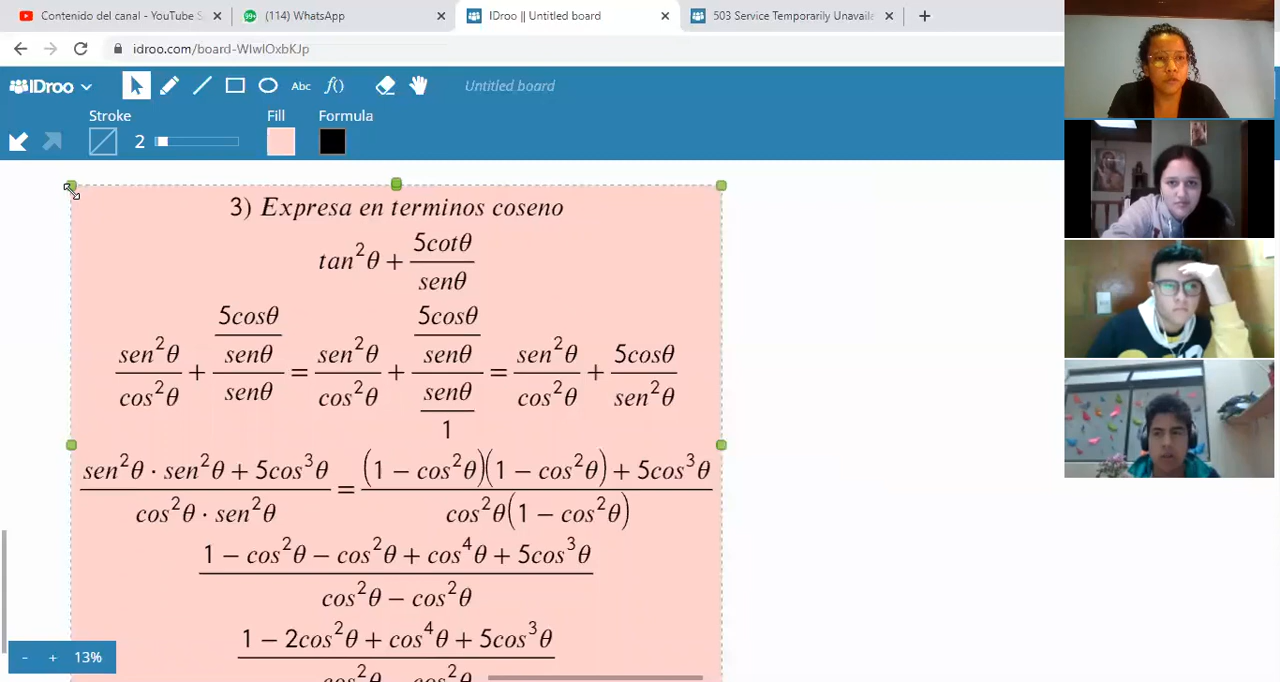 Contenido del canal - YouTube S
(114) WhatsApp
IDroo || Untitled board
503 Service Temporarily Unavaila
idroo.com/board-WIwIOxbKJp
IDroo
Abc
f()
Untitled board
Stroke
Fill
Formula
2
3) Expresa en terminos coseno
tan²θ + 5cotθ/senθ
sen²θ/cos²θ + (5cosθ/senθ)/senθ = sen²θ/cos²θ + (5cosθ/senθ)/(senθ/1) = sen²θ/cos²θ + 5cosθ/sen²θ
(sen²θ · sen²θ + 5cos³θ)/(cos²θ · sen²θ) = ((1 − cos²θ)(1 − cos²θ) + 5cos³θ)/(cos²θ(1 − cos²θ))
(1 − cos²θ − cos²θ + cos⁴θ + 5cos³θ)/(cos²θ − cos²θ)
(1 − 2cos²θ + cos⁴θ + 5cos³θ)/(cos²θ − cos²θ)
- + 13%